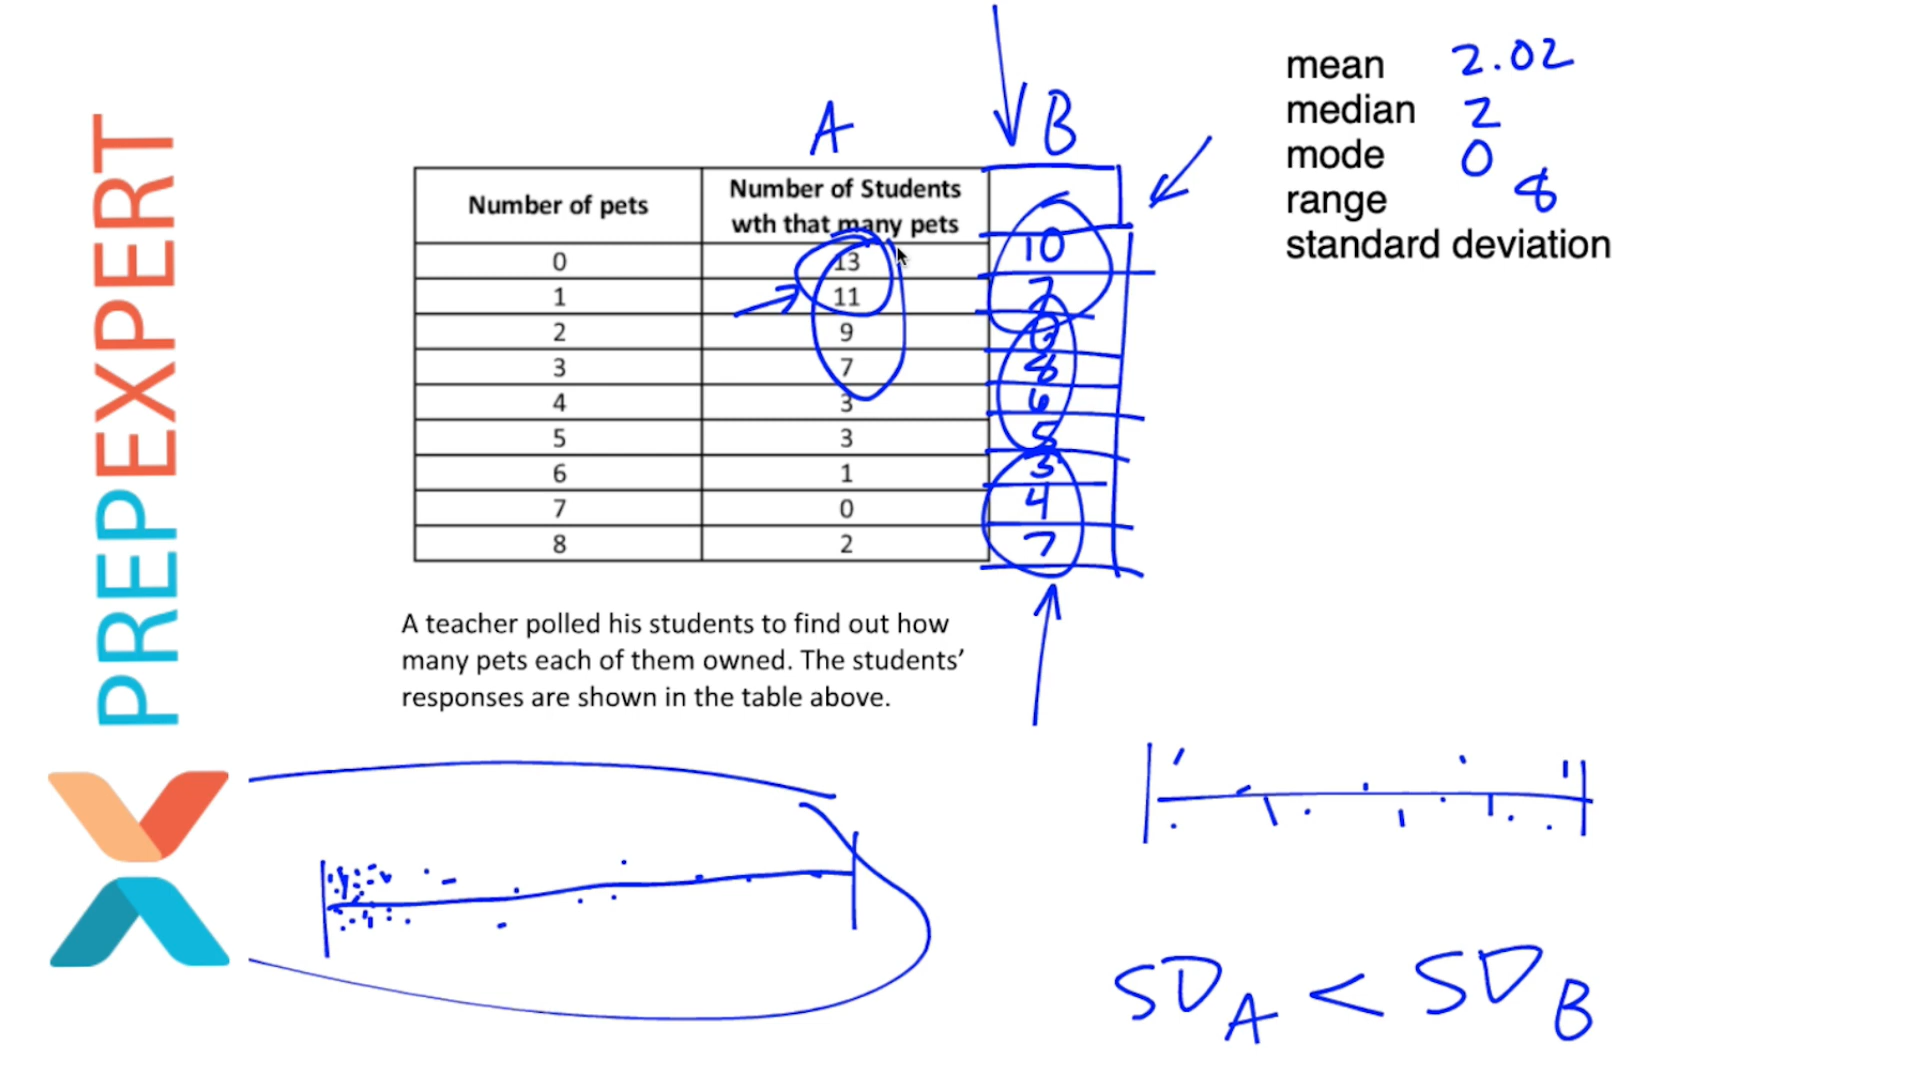 PREPEXPERT
A
B
Number of pets Number of Students wth that many pets
0 13 10
1 11 7
2 9
3 7 8
4 3 6
5 3 5
6 1 3
7 0 4
8 2 7
A teacher polled his students to find out how
many pets each of them owned. The students’
responses are shown in the table above.
mean 2.02
median 2
mode 0
range 8
standard deviation
SD A < SD B